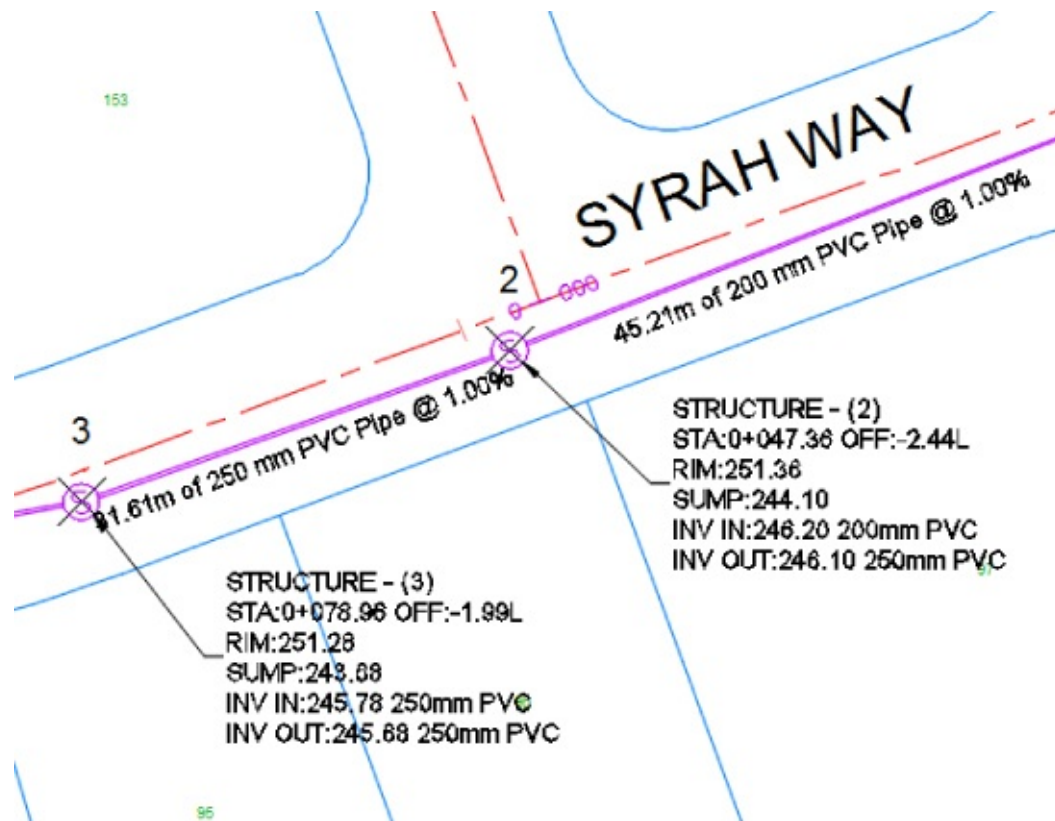 153
SYRAH WAY
2
45.21m of 200 mm PVC Pipe @ 1.00%
3
31.61m of 250 mm PVC Pipe @ 1.00%
STRUCTURE - (2)
STA:0+047.36 OFF:-2.44L
RIM:251.36
SUMP:244.10
INV IN:246.20 200mm PVC
INV OUT:246.10 250mm PVC
STRUCTURE - (3)
STA:0+078.96 OFF:-1.99L
RIM:251.28
SUMP:243.68
INV IN:245.78 250mm PVC
INV OUT:245.68 250mm PVC
95